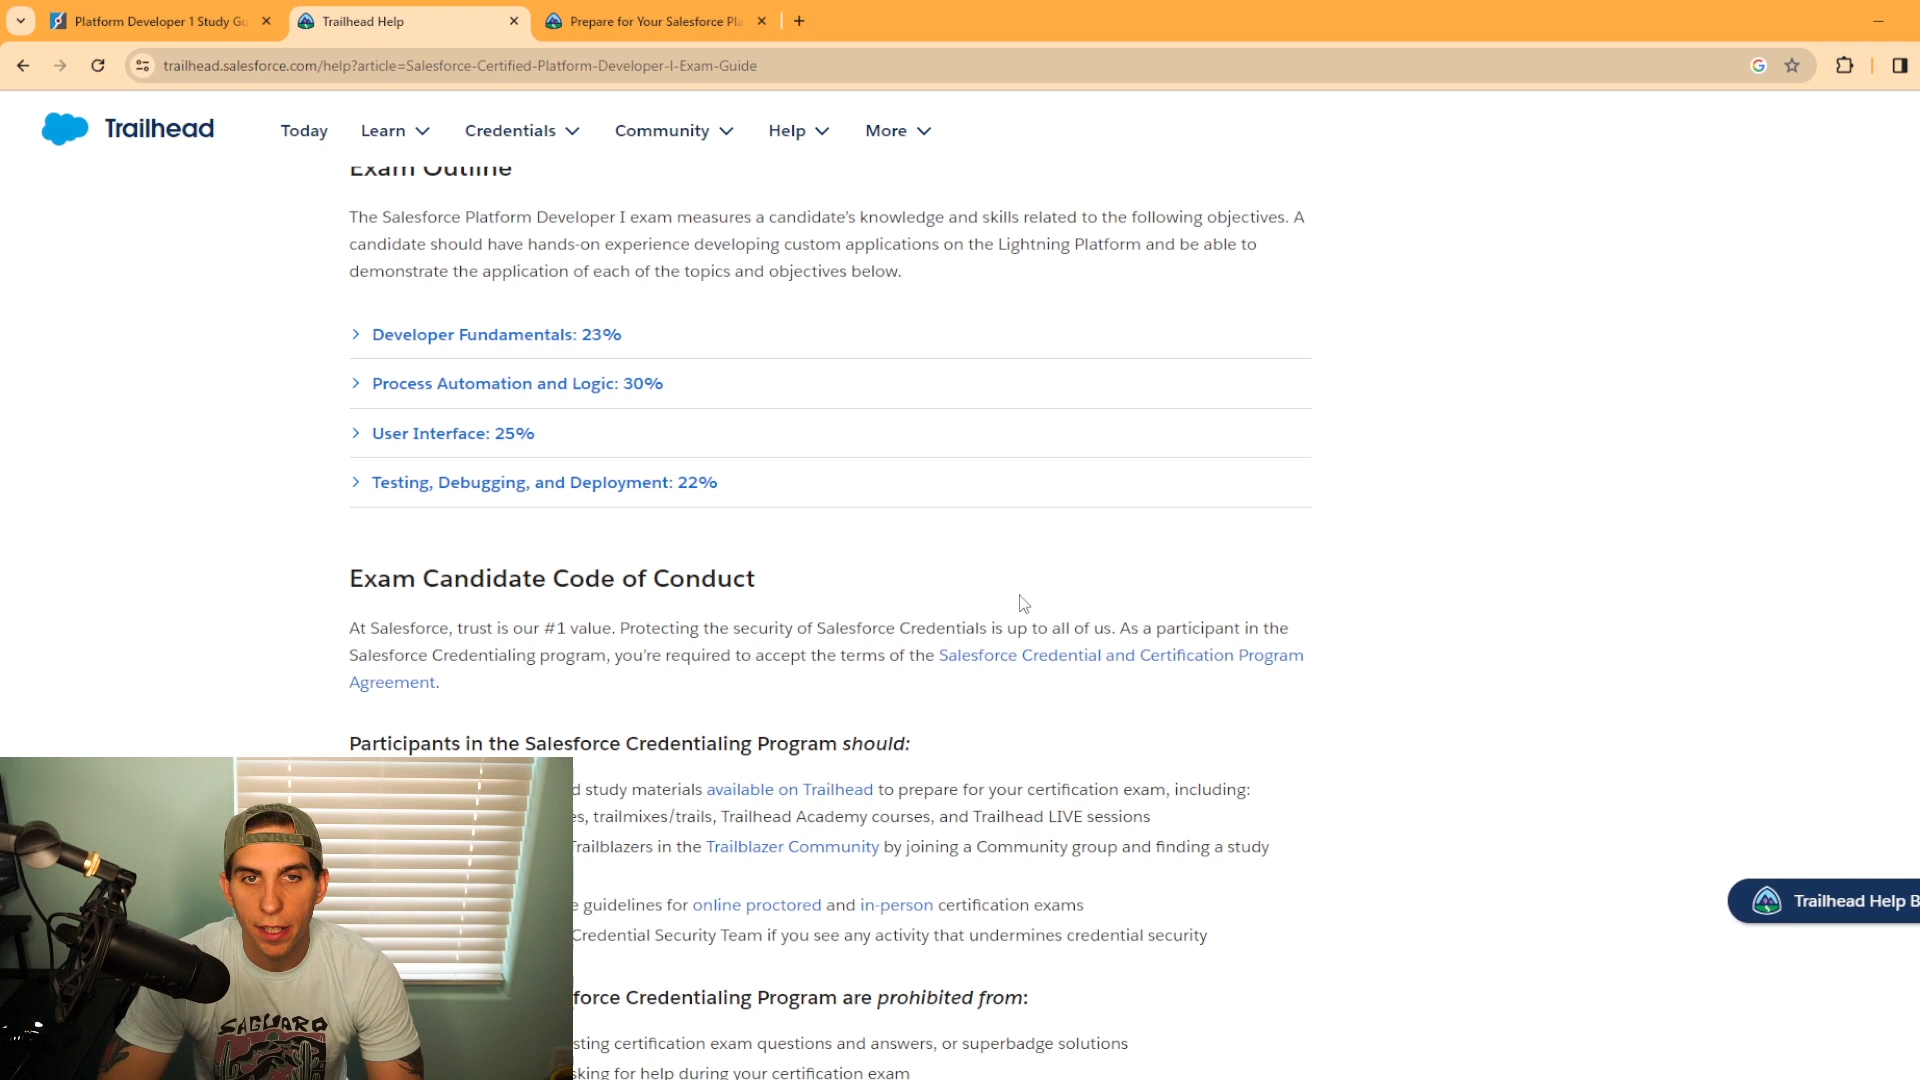 Platform Developer 1 Study Gu
Trailhead Help
Prepare for Your Salesforce Pla
trailhead.salesforce.com/help?article=Salesforce-Certified-Platform-Developer-I-Exam-Guide
Trailhead
Today
Learn
Credentials
Community
Help
More
Exam Outline
The Salesforce Platform Developer I exam measures a candidate's knowledge and skills related to the following objectives. A
candidate should have hands-on experience developing custom applications on the Lightning Platform and be able to
demonstrate the application of each of the topics and objectives below.
Developer Fundamentals: 23%
Process Automation and Logic: 30%
User Interface: 25%
Testing, Debugging, and Deployment: 22%
Exam Candidate Code of Conduct
At Salesforce, trust is our #1 value. Protecting the security of Salesforce Credentials is up to all of us. As a participant in the
Salesforce Credentialing program, you're required to accept the terms of the Salesforce Credential and Certification Program
Agreement.
Participants in the Salesforce Credentialing Program should:
d study materials available on Trailhead to prepare for your certification exam, including:
es, trailmixes/trails, Trailhead Academy courses, and Trailhead LIVE sessions
Trailblazers in the Trailblazer Community by joining a Community group and finding a study
e guidelines for online proctored and in-person certification exams
Credential Security Team if you see any activity that undermines credential security
force Credentialing Program are prohibited from:
sting certification exam questions and answers, or superbadge solutions
sking for help during your certification exam
Trailhead Help B
SAGUARO